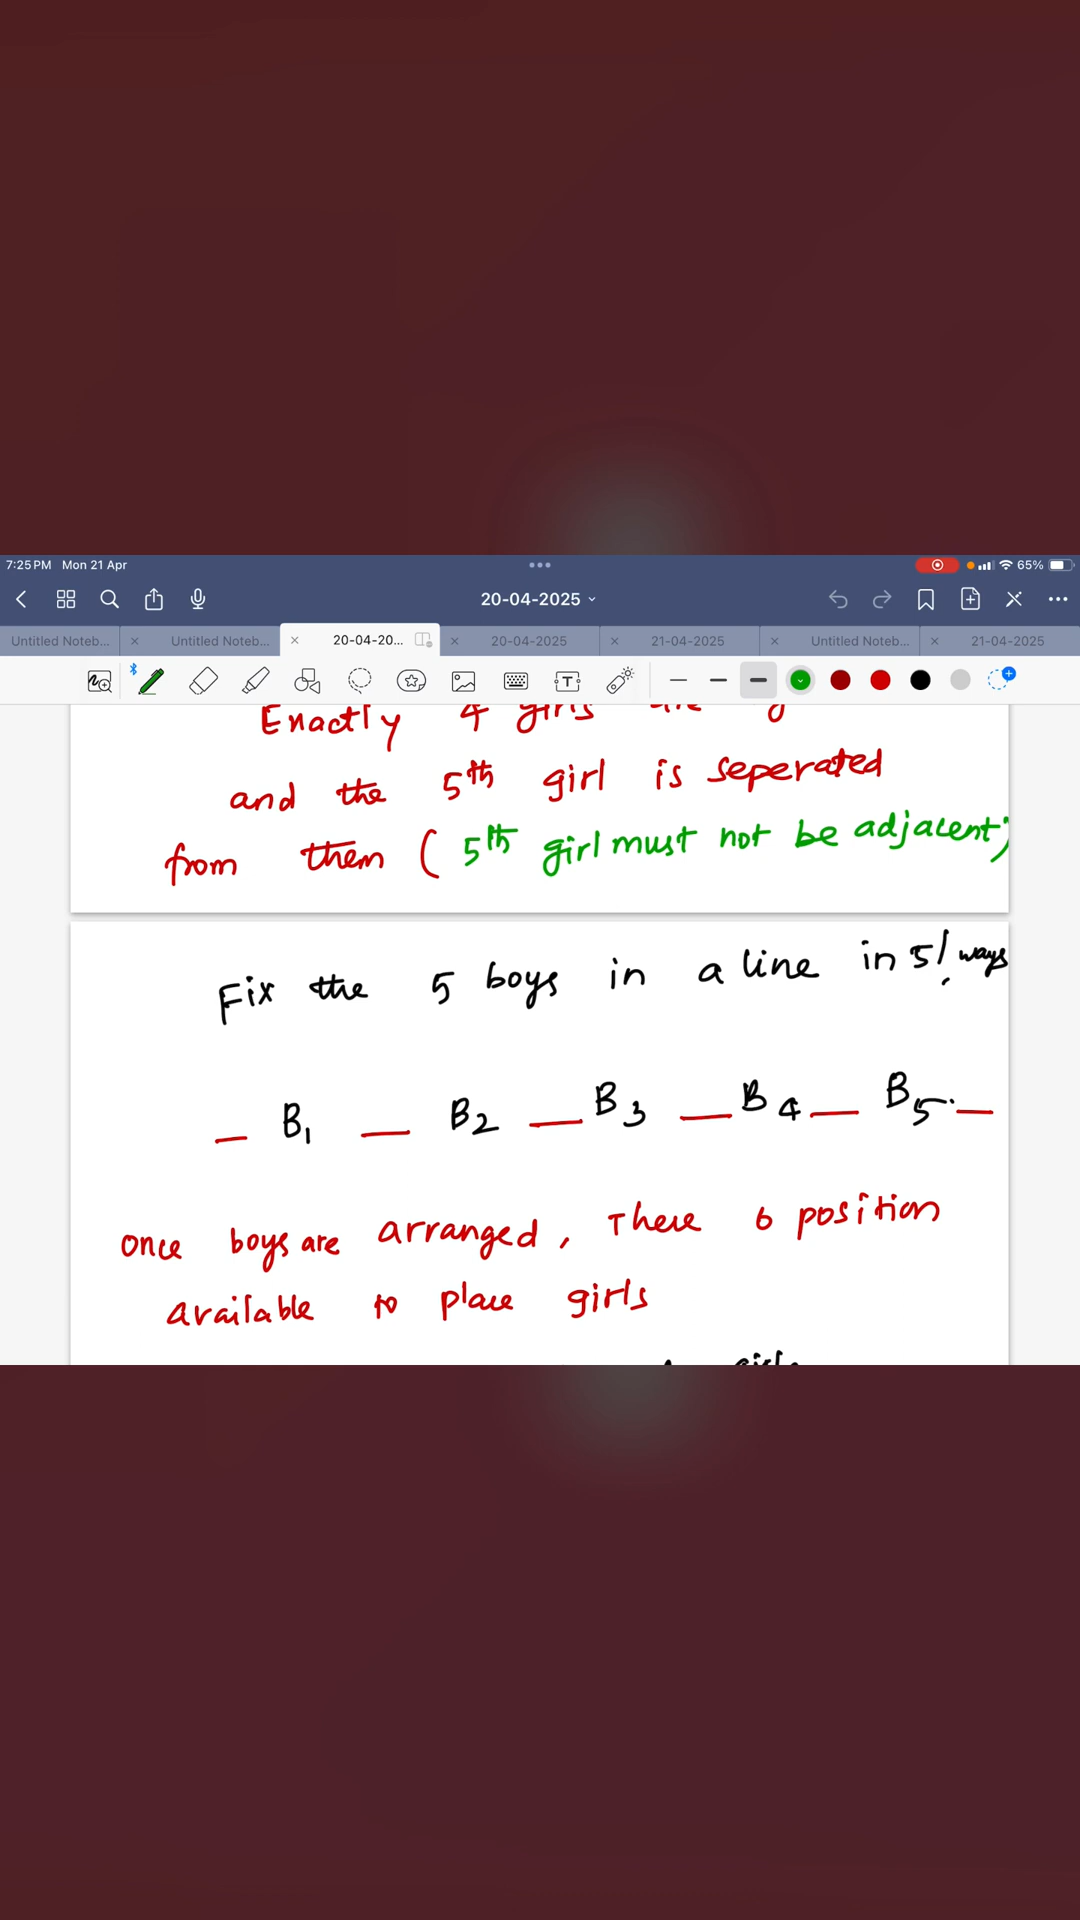 7:25 PM Mon 21 Apr
65%
20-04-2025
Untitled Noteb... Untitled Noteb... 20-04-20... 20-04-2025 21-04-2025 Untitled Noteb... 21-04-2025
Exactly 4 girls
and the 5th girl is seperated
from them ( 5th girl must not be adjacent)
Fix the 5 boys in a line in 5! ways
_ B1 _ B2 _ B3 _ B4 _ B5 _
once boys are arranged, There 6 position
available to place girls